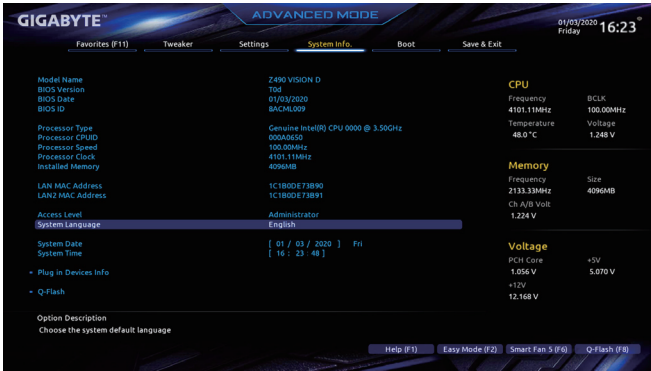 GIGABYTE™
ADVANCED MODE
01/03/2020 Friday 16:23
Favorites (F11) Tweaker Settings System Info. Boot Save & Exit
Model Name Z490 VISION D
BIOS Version T0d
BIOS Date 01/03/2020
BIOS ID BACML009
Processor Type Genuine Intel(R) CPU 0000 @ 3.50GHz
Processor CPUID 000A0650
Processor Speed 100.00MHz
Processor Clock 4101.11MHz
Installed Memory 4096MB
LAN MAC Address 1C1B0DE73B90
LAN2 MAC Address 1C1B0DE73B91
Access Level Administrator
System Language English
System Date [ 01 / 03 / 2020 ] Fri
System Time [ 16 : 23 : 48 ]
Plug in Devices Info
Q-Flash
Option Description
Choose the system default language
CPU
Frequency BCLK
4101.11MHz 100.00MHz
Temperature Voltage
48.0 °C 1.248 V
Memory
Frequency Size
2133.33MHz 4096MB
Ch A/B Volt
1.224 V
Voltage
PCH Core +5V
1.056 V 5.070 V
+12V
12.168 V
Help (F1) Easy Mode (F2) Smart Fan 5 (F6) Q-Flash (F8)